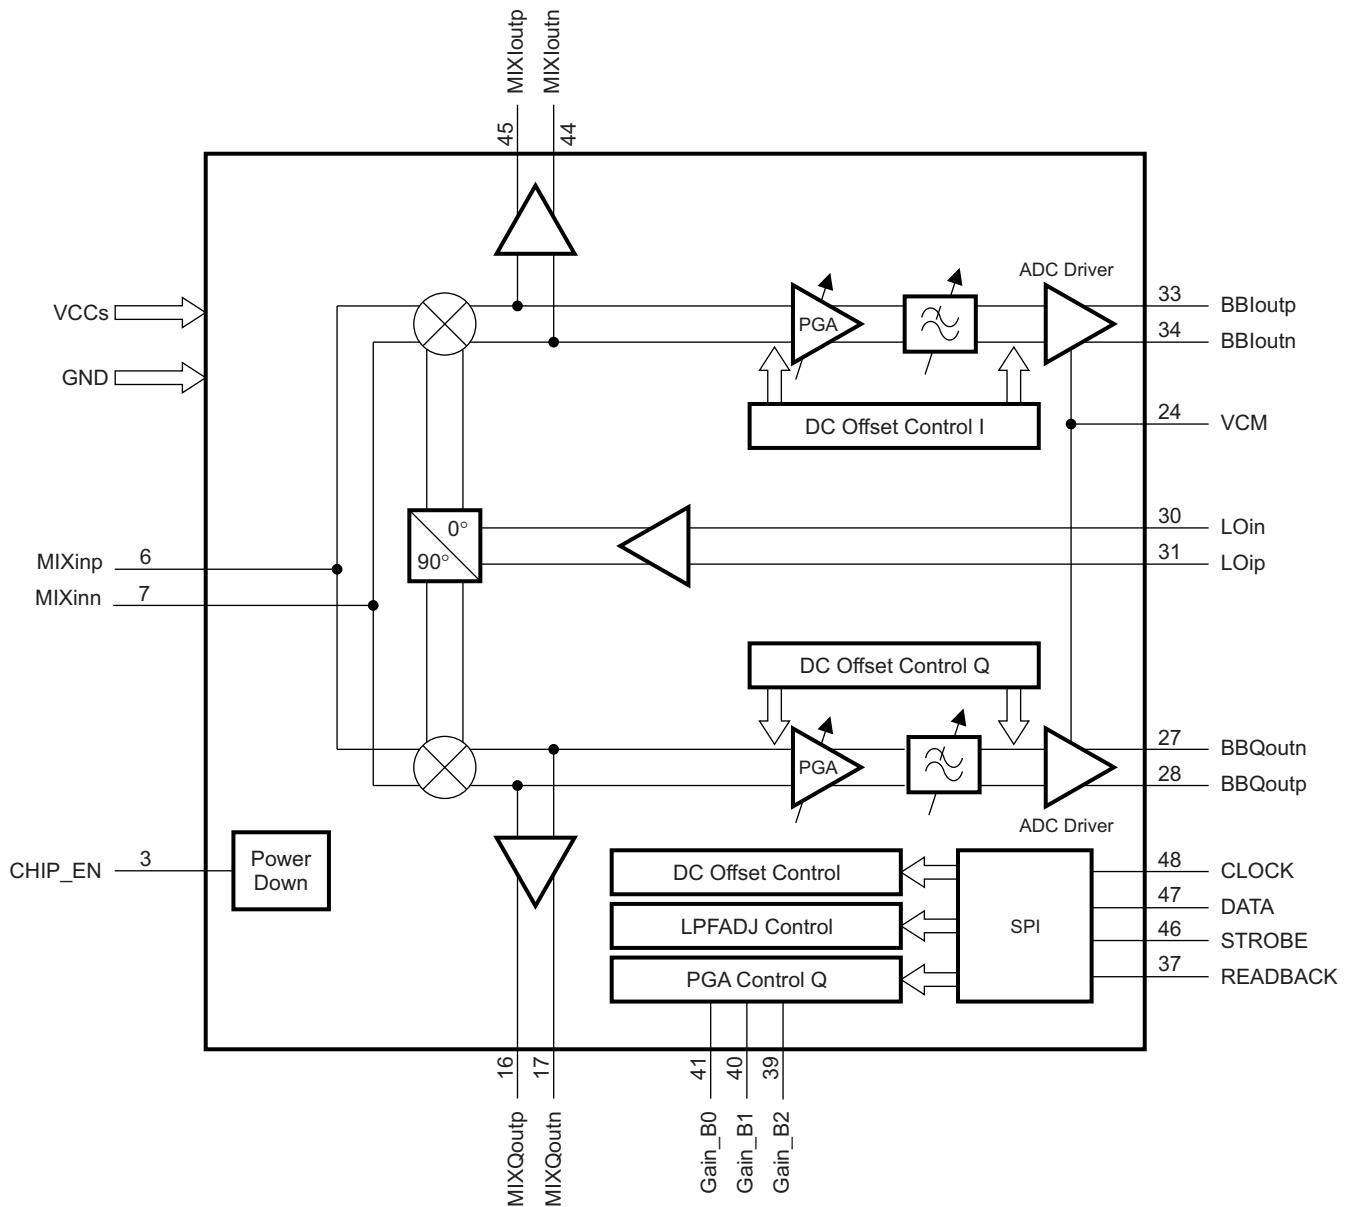 MIXIoutp
MIXIoutn
45
44
ADC Driver
VCCs
33
BBIoutp
PGA
34
BBIoutn
GND
24
VCM
DC Offset Control I
30
LOin
0°
90°
31
LOip
MIXinp
6
MIXinn
7
DC Offset Control Q
27
BBQoutn
PGA
28
BBQoutp
ADC Driver
CHIP_EN
3
Power
Down
DC Offset Control
48
CLOCK
47
DATA
LPFADJ Control
SPI
46
STROBE
PGA Control Q
37
READBACK
16
17
41
40
39
MIXQoutp
MIXQoutn
Gain_B0
Gain_B1
Gain_B2